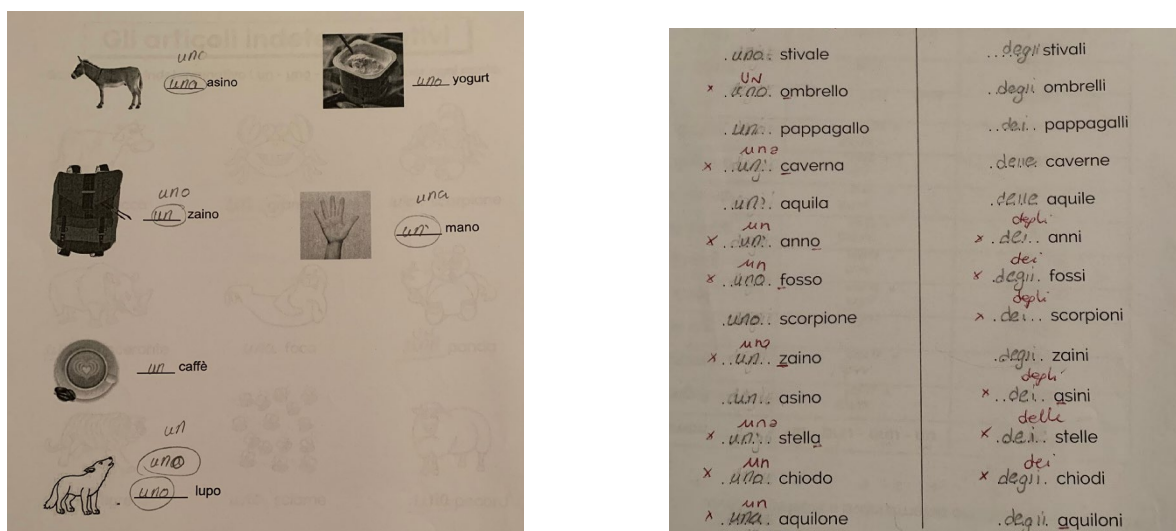 Gli articoli indeterminativi
una
una asino
uno yogurt
uno
un zaino
una
un' mano
un caffè
un
uno
uno lupo
uno stivale
degli stivali
UN
x uno ombrello
degli ombrelli
un pappagallo
dei pappagalli
una
x un' caverna
delle caverne
un' aquila
delle aquile
un
x un' anno
degli
x dei anni
un
x uno fosso
dei
x degli fossi
uno scorpione
degli
x dei scorpioni
uno
x un zaino
degli zaini
un asino
degli
x dei asini
una
x un' stella
delle
x dei stelle
un
x una chiodo
dei
x degli chiodi
un
x una aquilone
degli aquiloni